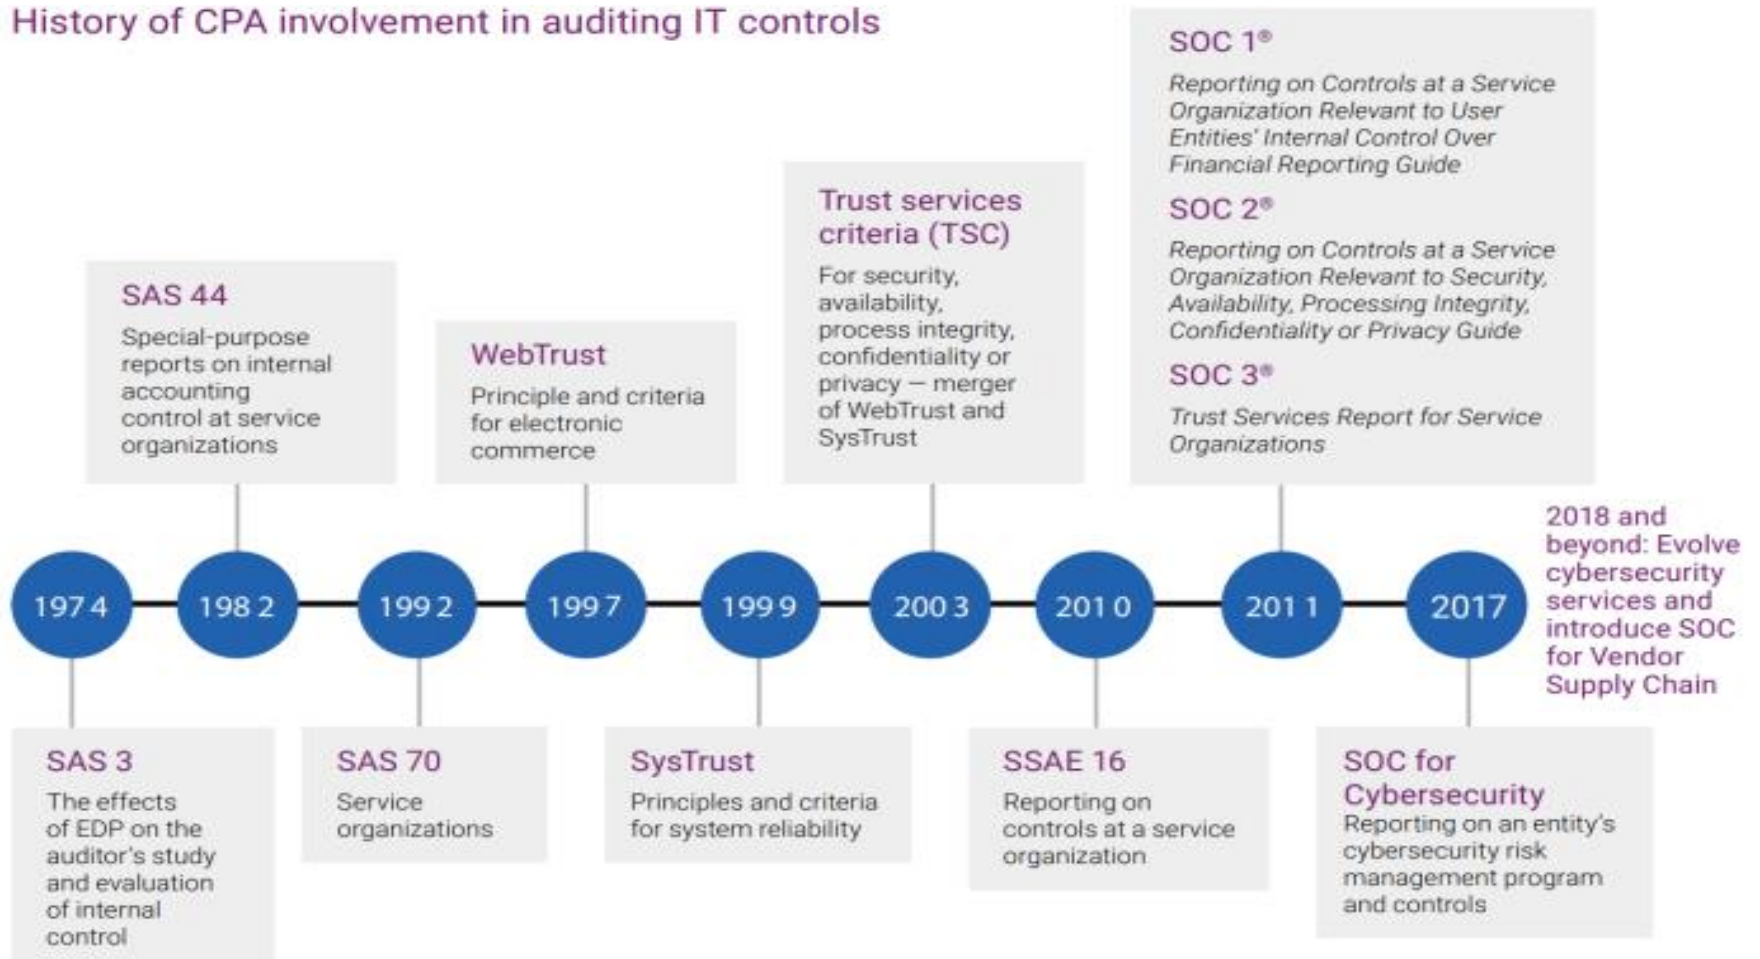 History of CPA involvement in auditing IT controls
SOC 1®
Reporting on Controls at a Service
Organization Relevant to User
Entities' Internal Control Over
Financial Reporting Guide
SOC 2®
Reporting on Controls at a Service
Organization Relevant to Security,
Availability, Processing Integrity,
Confidentiality or Privacy Guide
SOC 3®
Trust Services Report for Service
Organizations
Trust services
criteria (TSC)
For security,
availability,
process integrity,
confidentiality or
privacy — merger
of WebTrust and
SysTrust
SAS 44
Special-purpose
reports on internal
accounting
control at service
organizations
WebTrust
Principle and criteria
for electronic
commerce
1974
1982
1992
1997
1999
2003
2010
2011
2017
2018 and
beyond: Evolve
cybersecurity
services and
introduce SOC
for Vendor
Supply Chain
SAS 3
The effects
of EDP on the
auditor's study
and evaluation
of internal
control
SAS 70
Service
organizations
SysTrust
Principles and criteria
for system reliability
SSAE 16
Reporting on
controls at a service
organization
SOC for
Cybersecurity
Reporting on an entity's
cybersecurity risk
management program
and controls